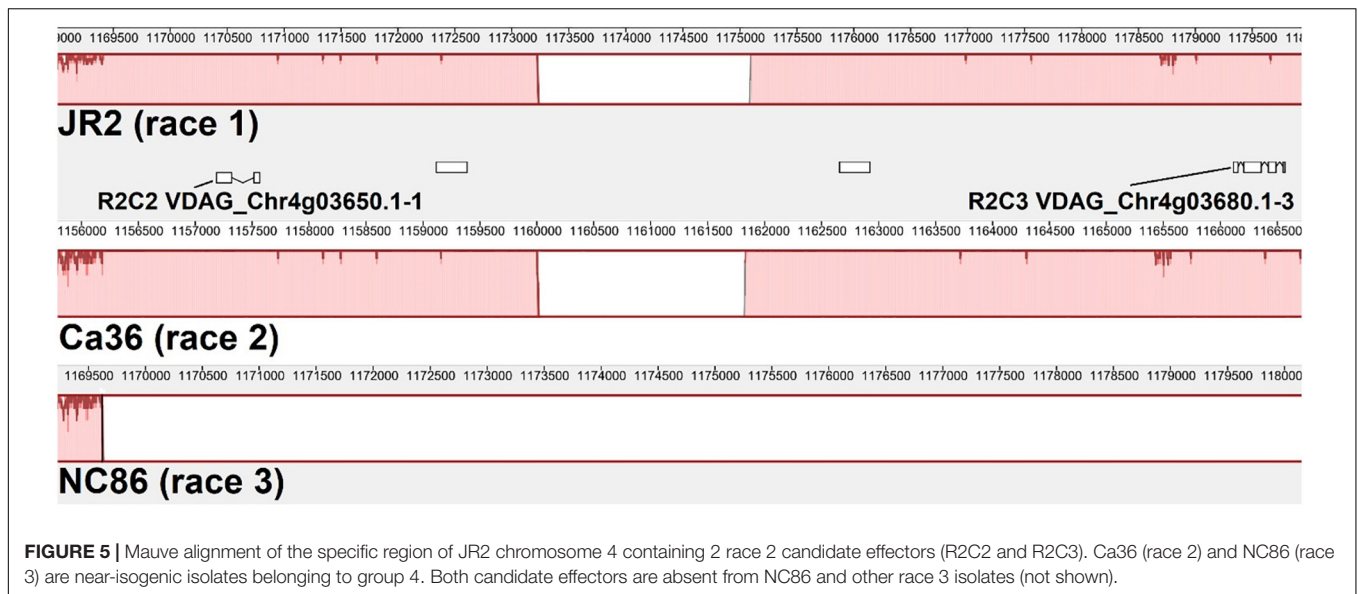 1169500 1170000 1170500 1171000 1171500 1172000 1172500 1173000 1173500 1174000 1174500 1175000 1175500 1176000 1176500 1177000 1177500 1178000 1178500 1179000 1179500
JR2 (race 1)
R2C2 VDAG_Chr4g03650.1-1 R2C3 VDAG_Chr4g03680.1-3
1156000 1156500 1157000 1157500 1158000 1158500 1159000 1159500 1160000 1160500 1161000 1161500 1162000 1162500 1163000 1163500 1164000 1164500 1165000 1165500 1166000 1166500
Ca36 (race 2)
1169500 1170000 1170500 1171000 1171500 1172000 1172500 1173000 1173500 1174000 1174500 1175000 1175500 1176000 1176500 1177000 1177500 1178000 1178500 1179000 1179500 118000
NC86 (race 3)
FIGURE 5 | Mauve alignment of the specific region of JR2 chromosome 4 containing 2 race 2 candidate effectors (R2C2 and R2C3). Ca36 (race 2) and NC86 (race
3) are near-isogenic isolates belonging to group 4. Both candidate effectors are absent from NC86 and other race 3 isolates (not shown).